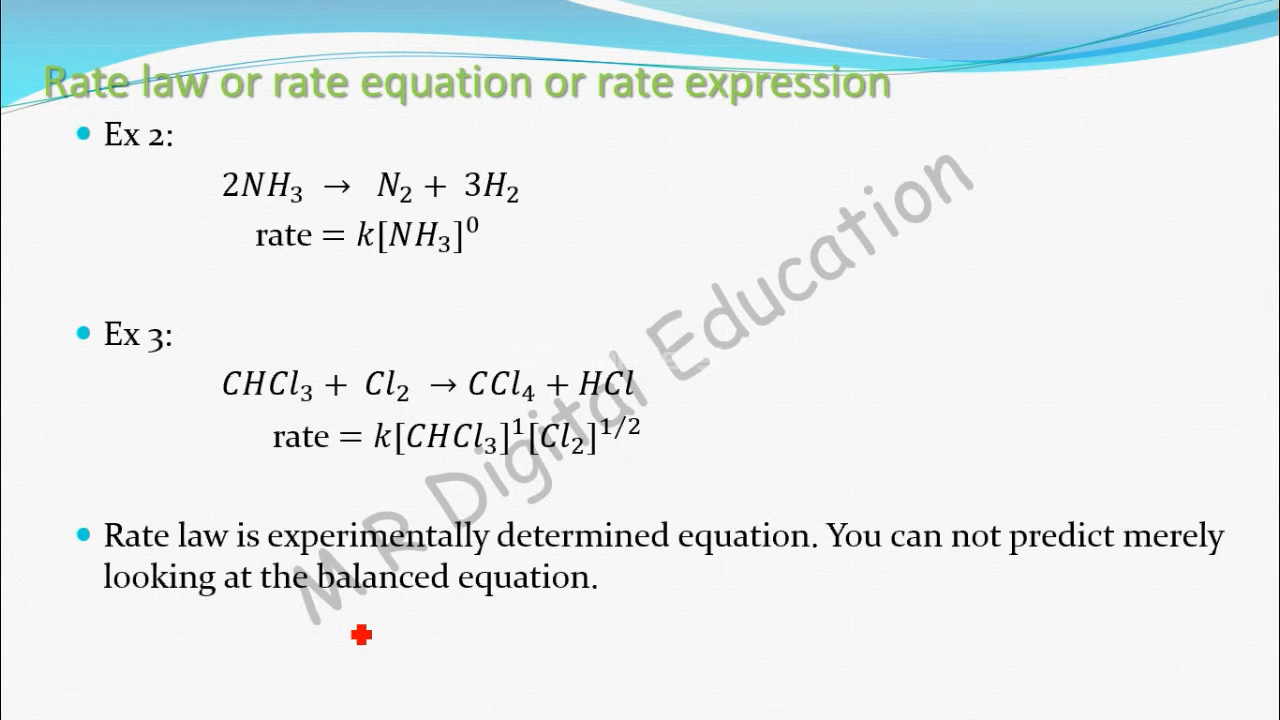 Rate law or rate equation or rate expression
Ex 2:
2NH₃ → N₂ + 3H₂
rate = k[NH₃]⁰
Ex 3:
CHCl₃ + Cl₂ → CCl₄ + HCl
rate = k[CHCl₃]¹[Cl₂]¹ᐟ²
Rate law is experimentally determined equation. You can not predict merely
looking at the balanced equation.
M R Digital Education